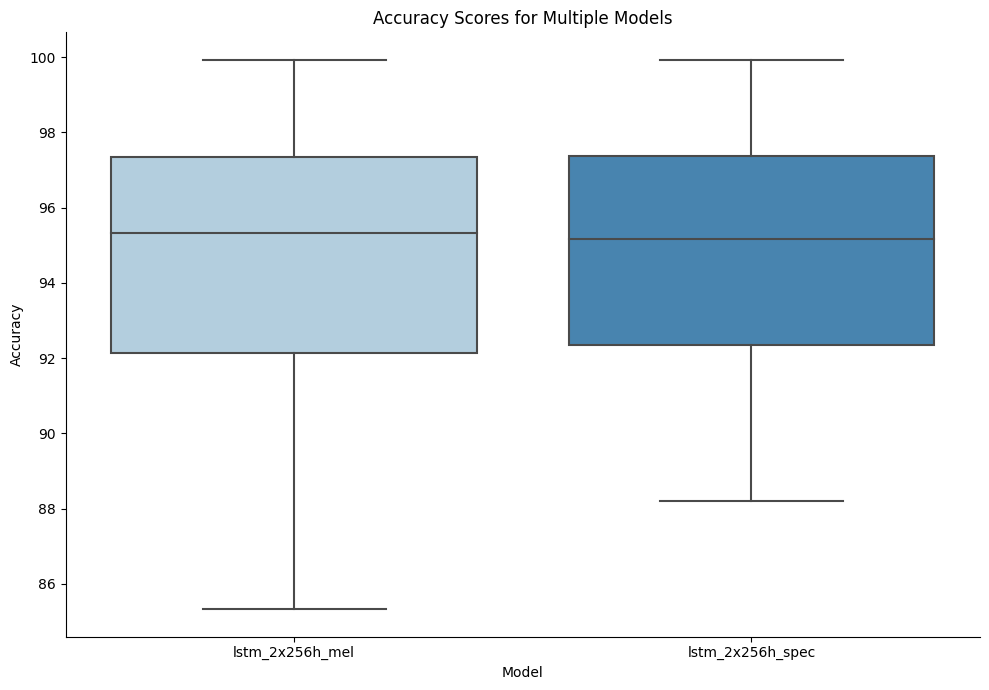 Accuracy Scores for Multiple Models
100
98
96
94
92
90
88
86
Accuracy
lstm_2x256h_mel
lstm_2x256h_spec
Model